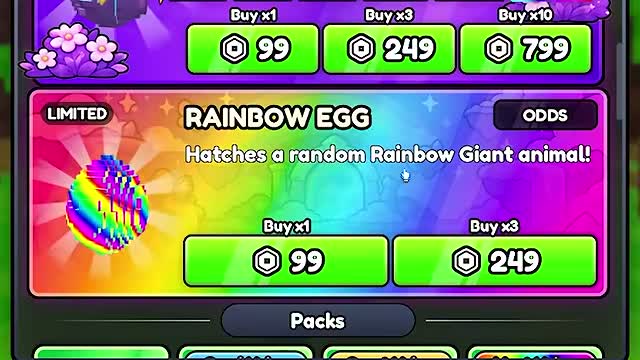 Buy x1 Buy x3 Buy x10
99 249 799
LIMITED RAINBOW EGG ODDS
Hatches a random Rainbow Giant animal!
Buy x1 Buy x3
99 249
Packs